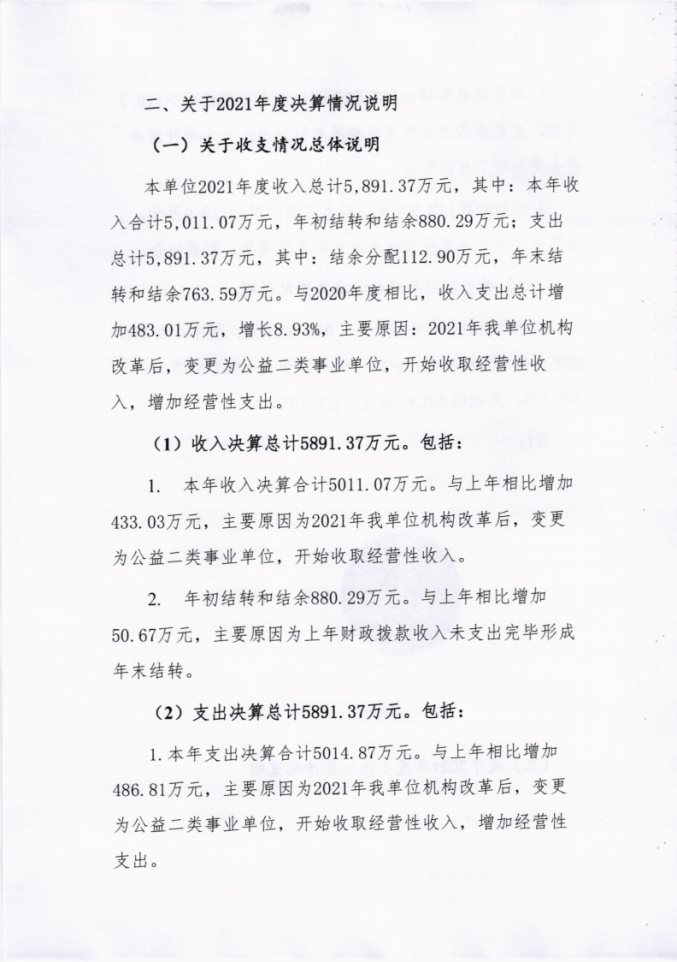 二、关于2021年度决算情况说明
（一）关于收支情况总体说明
本单位2021年度收入总计5,891.37万元，其中：本年收
入合计5,011.07万元，年初结转和结余880.29万元；支出
总计5,891.37万元，其中：结余分配112.90万元，年末结
转和结余763.59万元。与2020年度相比，收入支出总计增
加483.01万元，增长8.93%，主要原因：2021年我单位机构
改革后，变更为公益二类事业单位，开始收取经营性收
入，增加经营性支出。
（1）收入决算总计5891.37万元。包括：
1. 本年收入决算合计5011.07万元。与上年相比增加
433.03万元，主要原因为2021年我单位机构改革后，变更
为公益二类事业单位，开始收取经营性收入。
2. 年初结转和结余880.29万元。与上年相比增加
50.67万元，主要原因为上年财政拨款收入未支出完毕形成
年末结转。
（2）支出决算总计5891.37万元。包括：
1.本年支出决算合计5014.87万元。与上年相比增加
486.81万元，主要原因为2021年我单位机构改革后，变更
为公益二类事业单位，开始收取经营性收入，增加经营性
支出。